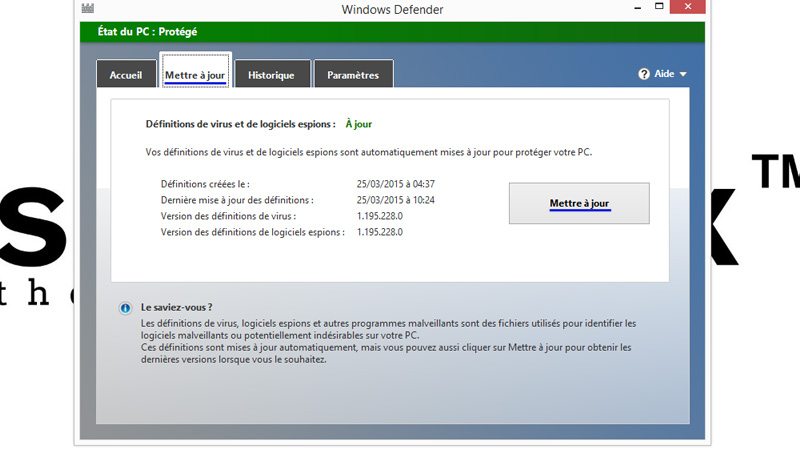 Windows Defender
État du PC : Protégé
Accueil
Mettre à jour
Historique
Paramètres
Aide
Définitions de virus et de logiciels espions : À jour
Vos définitions de virus et de logiciels espions sont automatiquement mises à jour pour protéger votre PC.
Définitions créées le : 25/03/2015 à 04:37
Dernière mise à jour des définitions : 25/03/2015 à 10:24
Version des définitions de virus : 1.195.228.0
Version des définitions de logiciels espions : 1.195.228.0
Mettre à jour
Le saviez-vous ?
Les définitions de virus, logiciels espions et autres programmes malveillants sont des fichiers utilisés pour identifier les
logiciels malveillants ou potentiellement indésirables sur votre PC.
Ces définitions sont mises à jour automatiquement, mais vous pouvez aussi cliquer sur Mettre à jour pour obtenir les
dernières versions lorsque vous le souhaitez.